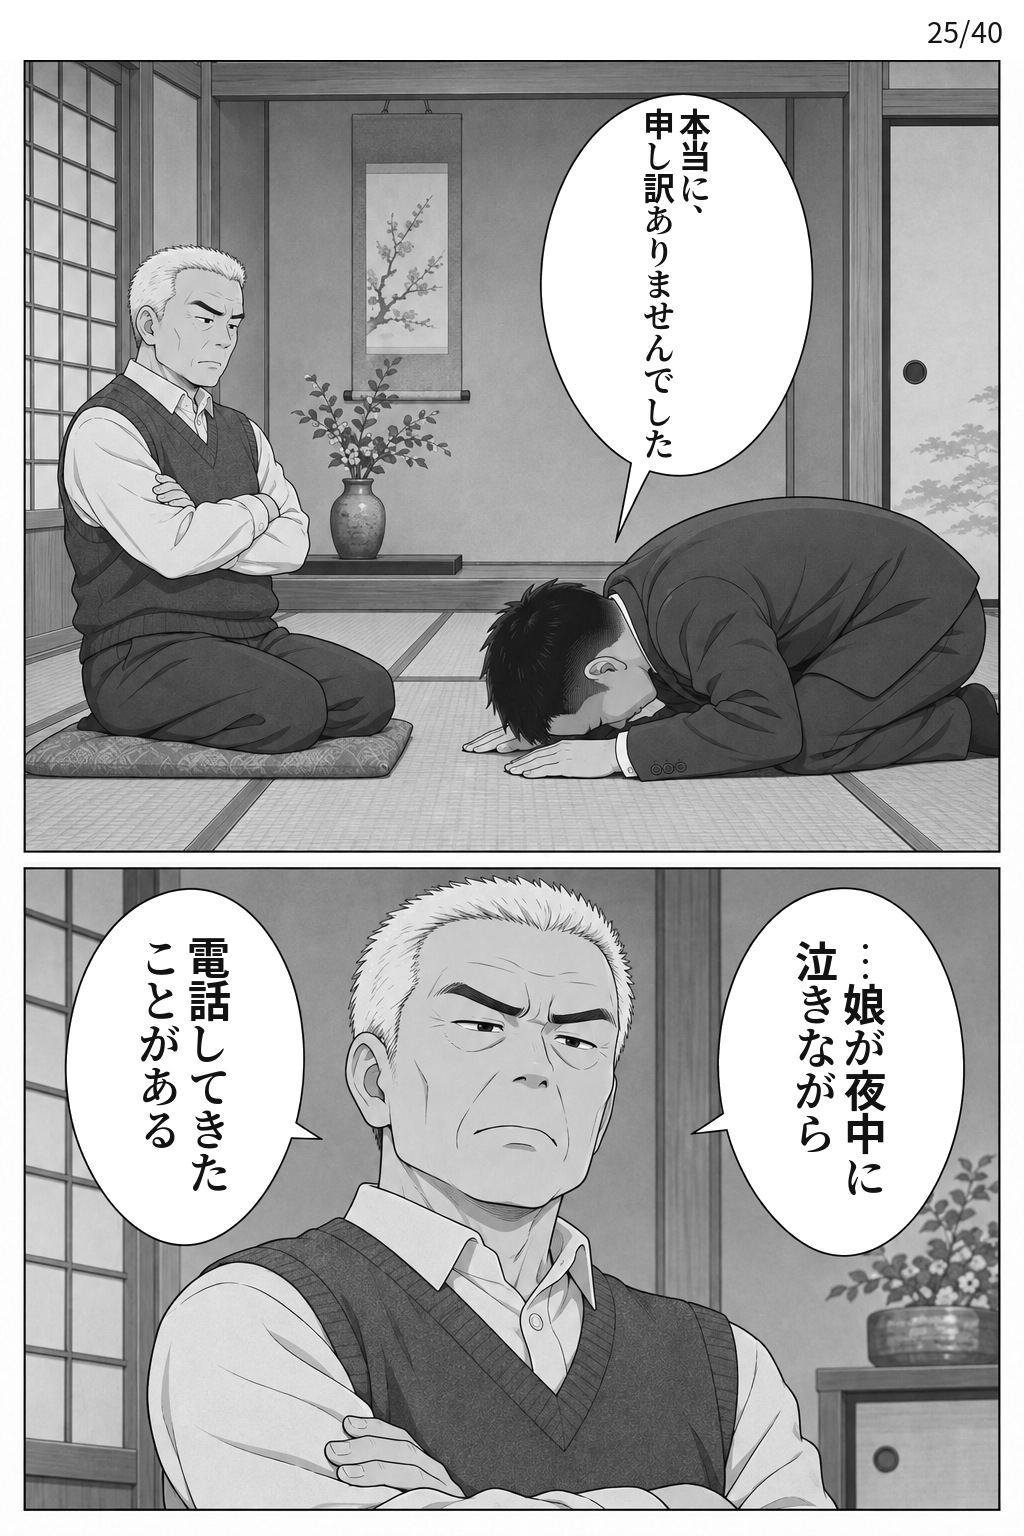 25/40
本当に、
申し訳ありませんでした
…娘が夜中に
泣きながら
電話してきた
ことがある